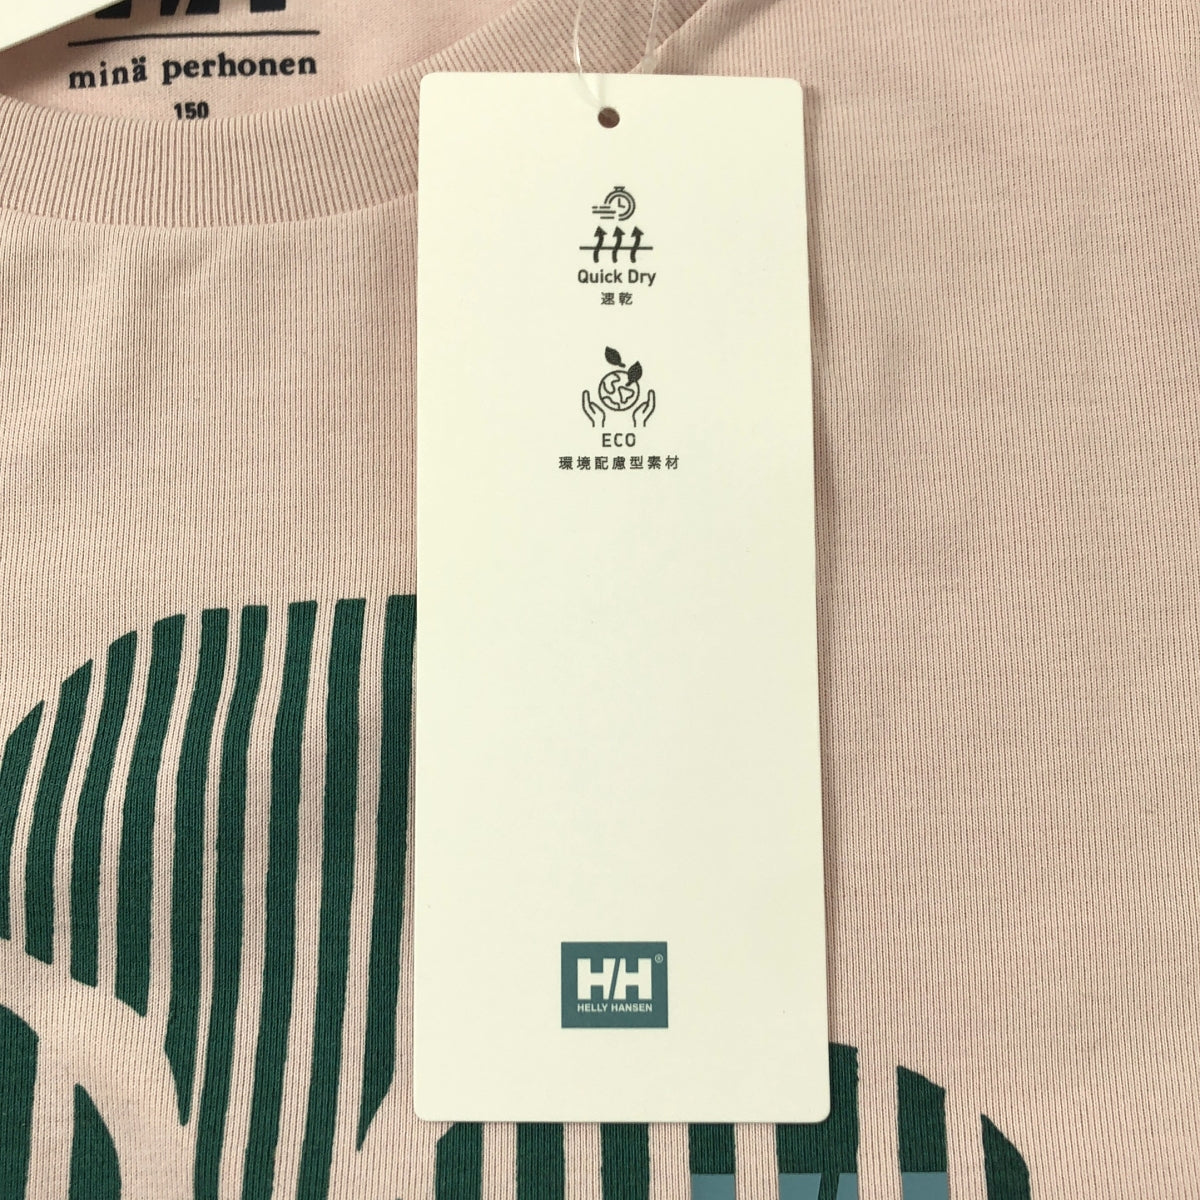 minä perhonen
150
Quick Dry
速乾
ECO
環境配慮型素材
HH®
HELLY HANSEN